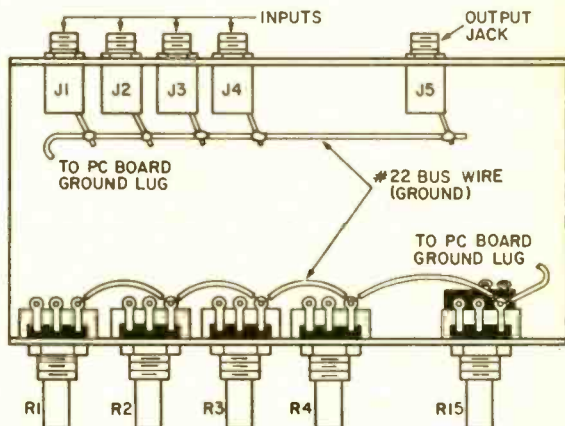 INPUTS
OUTPUT
JACK
J1
J2
J3
J4
J5
TO PC BOARD
GROUND LUG
#22 BUS WIRE
(GROUND)
TO PC BOARD
GROUND LUG
R1
R2
R3
R4
R15